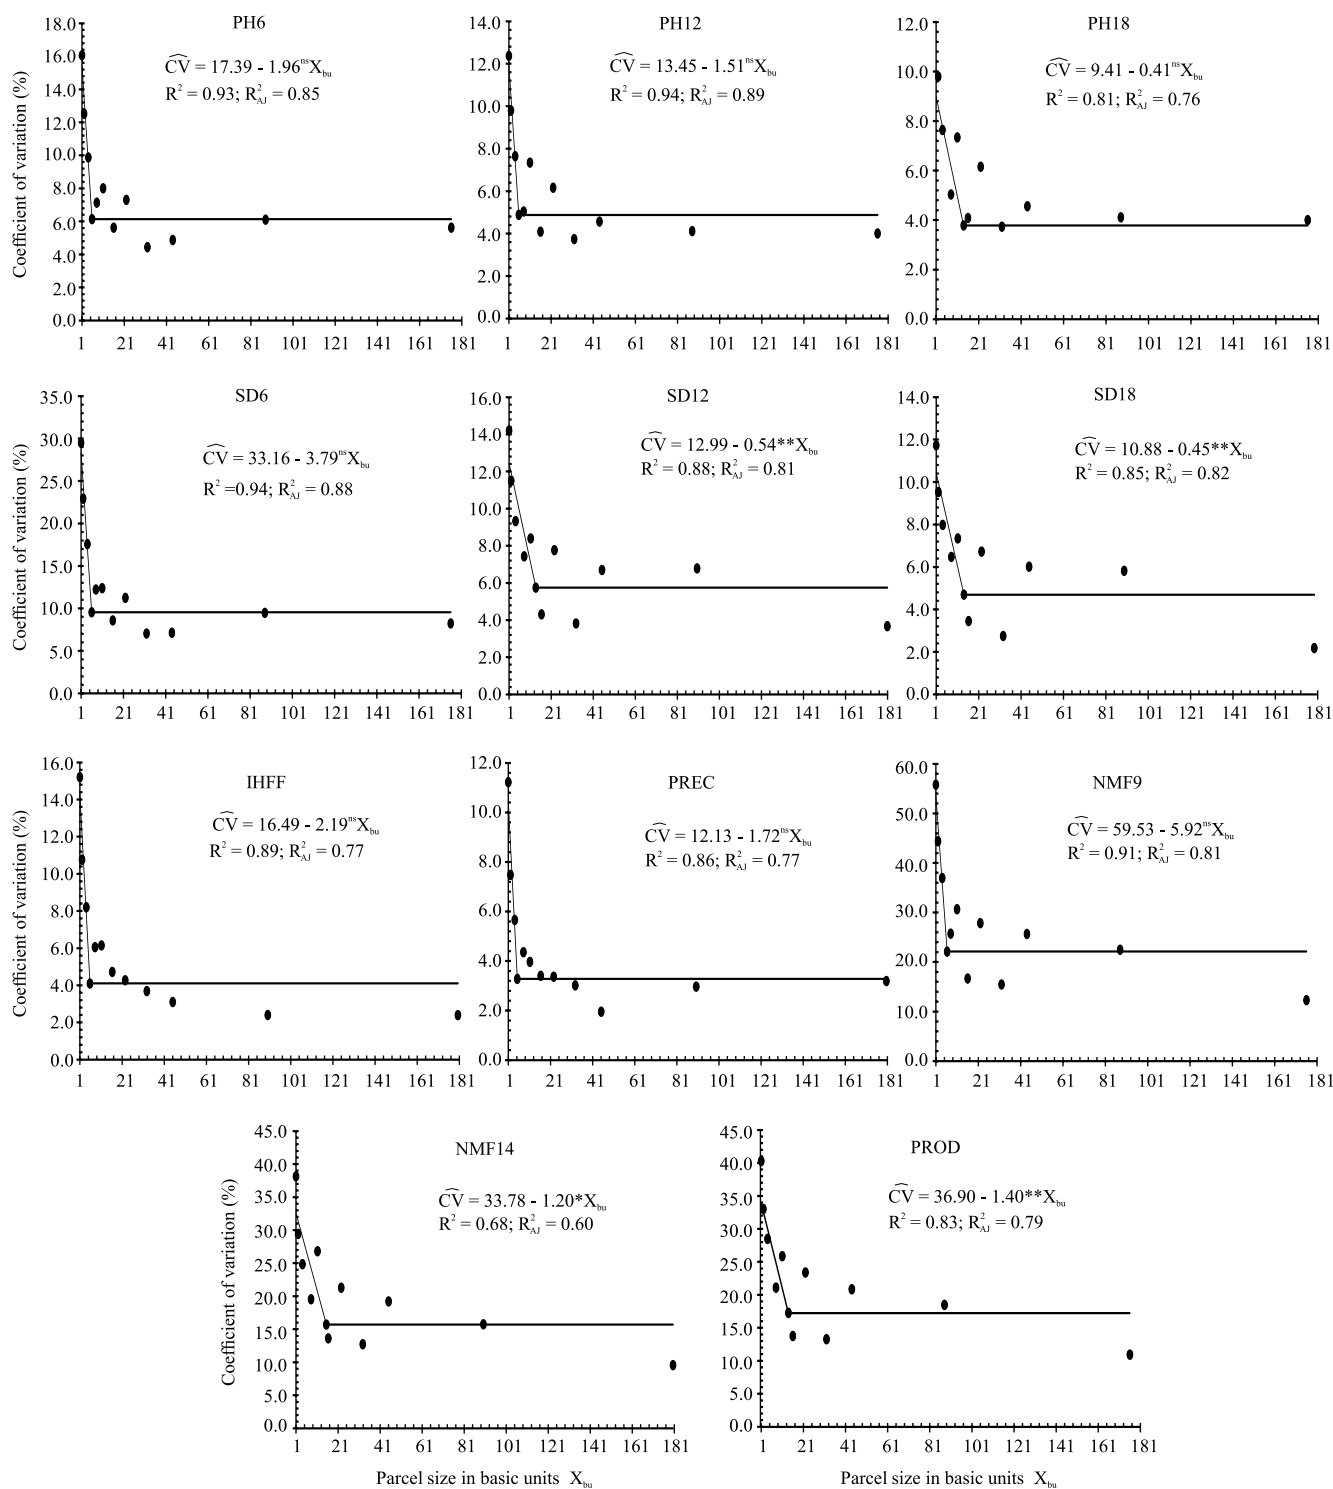 PH6
PH12
PH18
Coefficient of variation (%)
18.0
16.0
14.0
12.0
10.0
8.0
6.0
4.0
2.0
0.0
CV = 17.39 - 1.96nsXbu
R2 = 0.93; R2AJ = 0.85
1 21 41 61 81 101 121 141 161 181
14.0
12.0
10.0
8.0
6.0
4.0
2.0
0.0
CV = 13.45 - 1.51nsXbu
R2 = 0.94; R2AJ = 0.89
1 21 41 61 81 101 121 141 161 181
12.0
10.0
8.0
6.0
4.0
2.0
0.0
CV = 9.41 - 0.41nsXbu
R2 = 0.81; R2AJ = 0.76
1 21 41 61 81 101 121 141 161 181
SD6
SD12
SD18
Coefficient of variation (%)
35.0
30.0
25.0
20.0
15.0
10.0
5.0
0.0
CV = 33.16 - 3.79nsXbu
R2 =0.94; R2AJ = 0.88
1 21 41 61 81 101 121 141 161 181
16.0
14.0
12.0
10.0
8.0
6.0
4.0
2.0
0.0
CV = 12.99 - 0.54**Xbu
R2 = 0.88; R2AJ = 0.81
1 21 41 61 81 101 121 141 161 181
14.0
12.0
10.0
8.0
6.0
4.0
2.0
0.0
CV = 10.88 - 0.45**Xbu
R2 = 0.85; R2AJ = 0.82
1 21 41 61 81 101 121 141 161 181
IHFF
PREC
NMF9
Coefficient of variation (%)
16.0
14.0
12.0
10.0
8.0
6.0
4.0
2.0
0.0
CV = 16.49 - 2.19nsXbu
R2 = 0.89; R2AJ = 0.77
1 21 41 61 81 101 121 141 161 181
12.0
10.0
8.0
6.0
4.0
2.0
0.0
CV = 12.13 - 1.72nsXbu
R2 = 0.86; R2AJ = 0.77
1 21 41 61 81 101 121 141 161 181
60.0
50.0
40.0
30.0
20.0
10.0
0.0
CV = 59.53 - 5.92nsXbu
R2 = 0.91; R2AJ = 0.81
1 21 41 61 81 101 121 141 161 181
NMF14
PROD
Coefficient of variation (%)
45.0
40.0
35.0
30.0
25.0
20.0
15.0
10.0
5.0
0.0
CV = 33.78 - 1.20*Xbu
R2 = 0.68; R2AJ = 0.60
1 21 41 61 81 101 121 141 161 181
Parcel size in basic units Xbu
45.0
40.0
35.0
30.0
25.0
20.0
15.0
10.0
5.0
0.0
CV = 36.90 - 1.40**Xbu
R2 = 0.83; R2AJ = 0.79
1 21 41 61 81 101 121 141 161 181
Parcel size in basic units Xbu